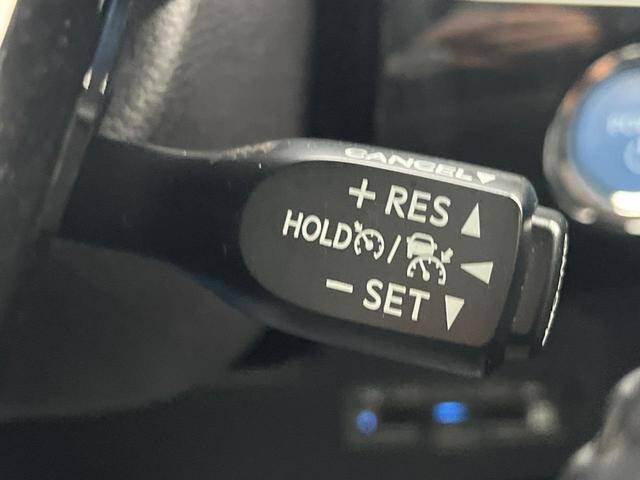 CANCEL
+ RES
HOLD /
- SET